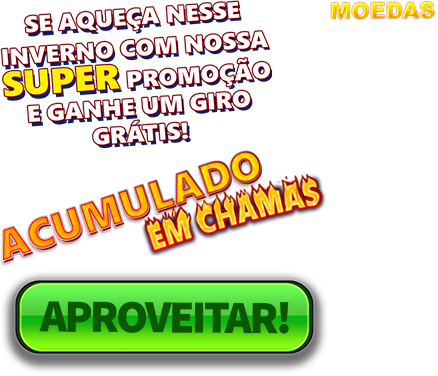 SE AQUEÇA NESSE
INVERNO COM NOSSA
SUPER PROMOÇÃO
E GANHE UM GIRO
GRÁTIS!
MOEDAS
ACUMULADO
EM CHAMAS
APROVEITAR!